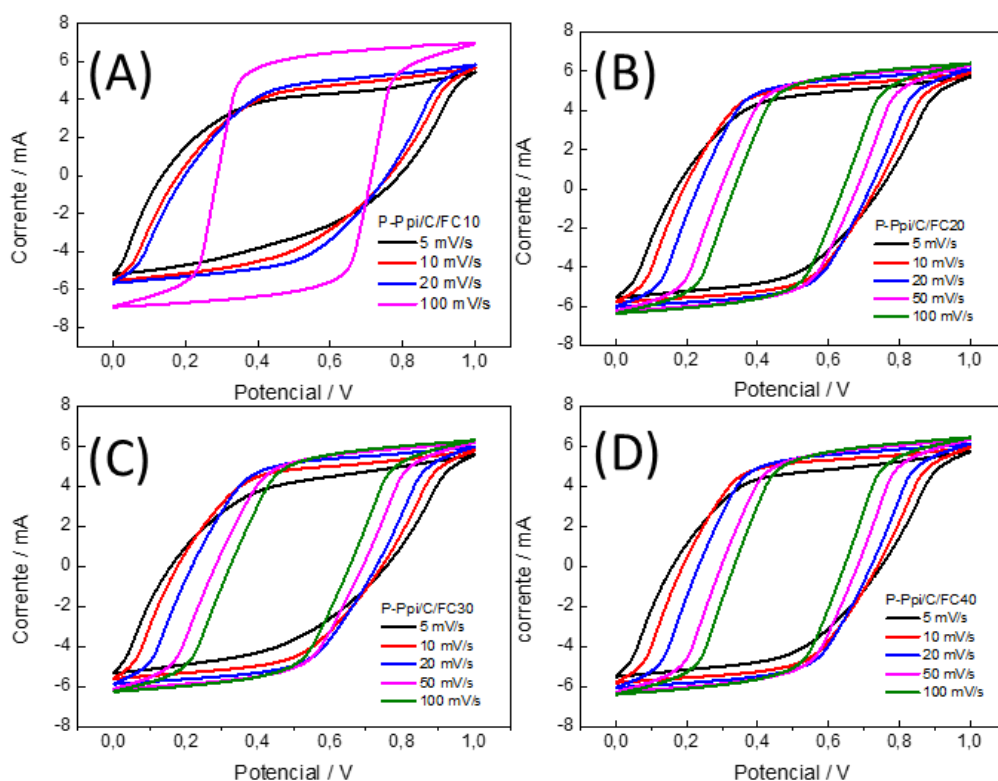 (A)
8
6
4
2
0
-2
-4
-6
-8
Corrente / mA
P-Ppi/C/FC10
5 mV/s
10 mV/s
20 mV/s
100 mV/s
0,0 0,2 0,4 0,6 0,8 1,0
Potencial / V
(B)
8
6
4
2
0
-2
-4
-6
-8
Corrente / mA
P-Ppi/C/FC20
5 mV/s
10 mV/s
20 mV/s
50 mV/s
100 mV/s
0,0 0,2 0,4 0,6 0,8 1,0
Potencial / V
(C)
8
6
4
2
0
-2
-4
-6
-8
Corrente / mA
P-Ppi/C/FC30
5 mV/s
10 mV/s
20 mV/s
50 mV/s
100 mV/s
0,0 0,2 0,4 0,6 0,8 1,0
Potencial / V
(D)
8
6
4
2
0
-2
-4
-6
-8
corrente / mA
P-Ppi/C/FC40
5 mV/s
10 mV/s
20 mV/s
50 mV/s
100 mV/s
0,0 0,2 0,4 0,6 0,8 1,0
Potencial / V